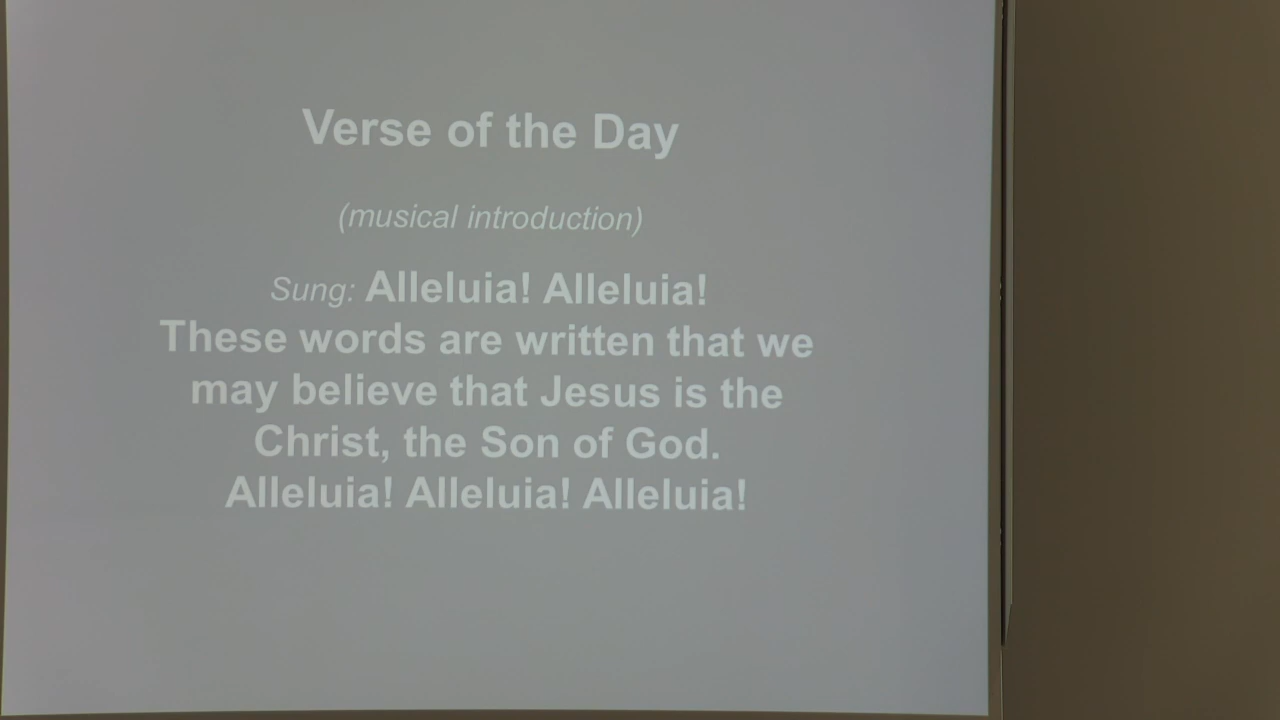 Verse of the Day
(musical introduction)
Sung: Alleluia! Alleluia!
These words are written that we
may believe that Jesus is the
Christ, the Son of God.
Alleluia! Alleluia! Alleluia!